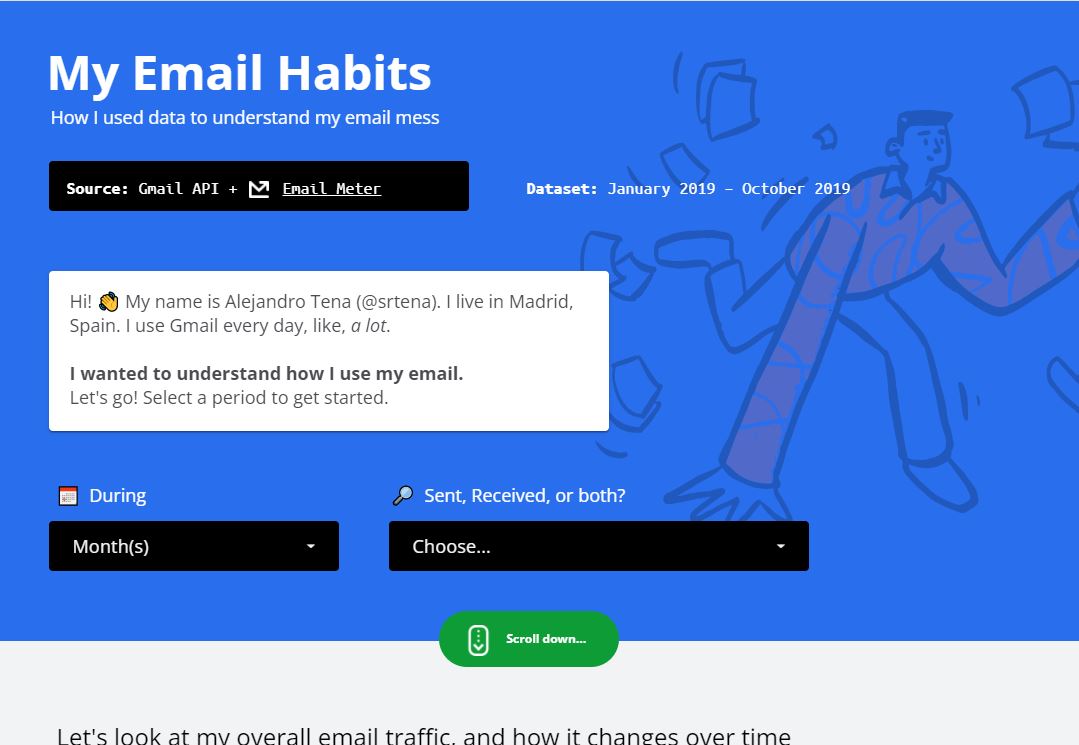 My Email Habits
How I used data to understand my email mess
Source: Gmail API + Email Meter
Dataset: January 2019 – October 2019
Hi! 👏 My name is Alejandro Tena (@srtena). I live in Madrid,
Spain. I use Gmail every day, like, a lot.
I wanted to understand how I use my email.
Let's go! Select a period to get started.
During
Sent, Received, or both?
Month(s)
Choose...
Scroll down...
Let's look at my overall email traffic, and how it changes over time